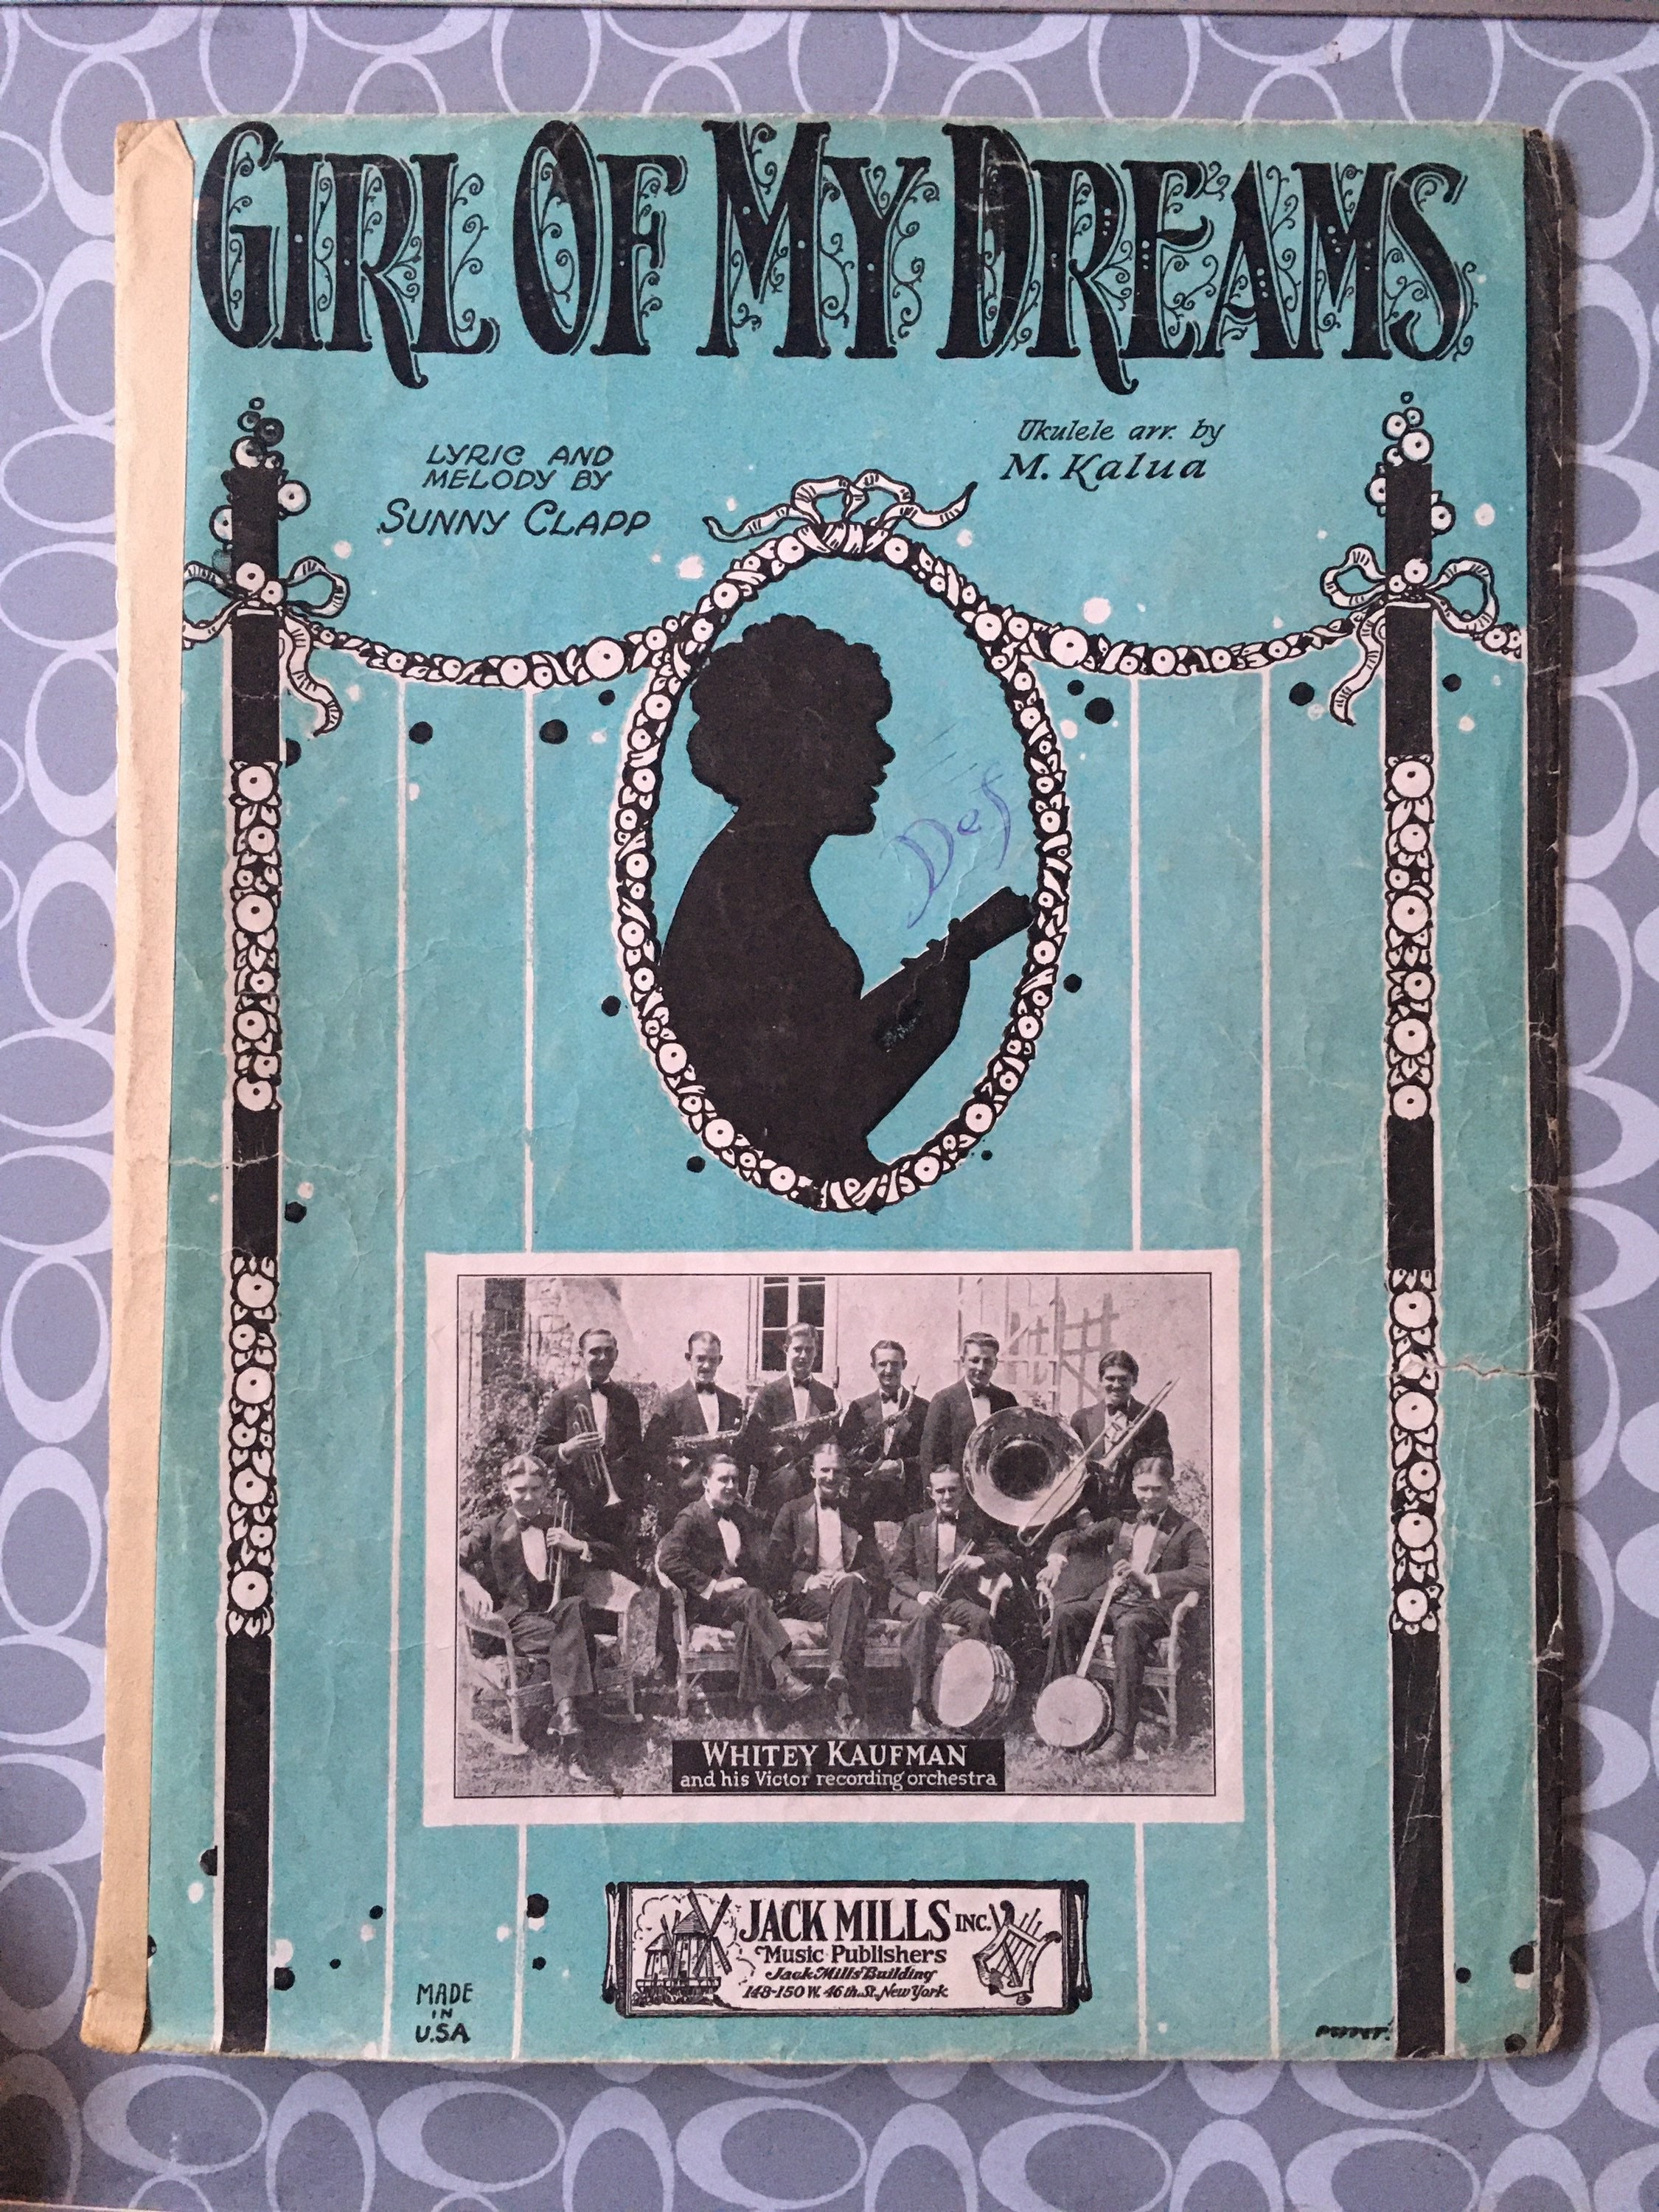 GIRL OF MY DREAMS
LYRIC AND
MELODY BY
SUNNY CLAPP
Ukulele arr. by
M. Kalua
WHITEY KAUFMAN
and his Victor recording orchestra
JACK MILLS INC.
Music Publishers
Jack Mills Building
148-150 W. 46th. St. New York
MADE
IN
U.S.A